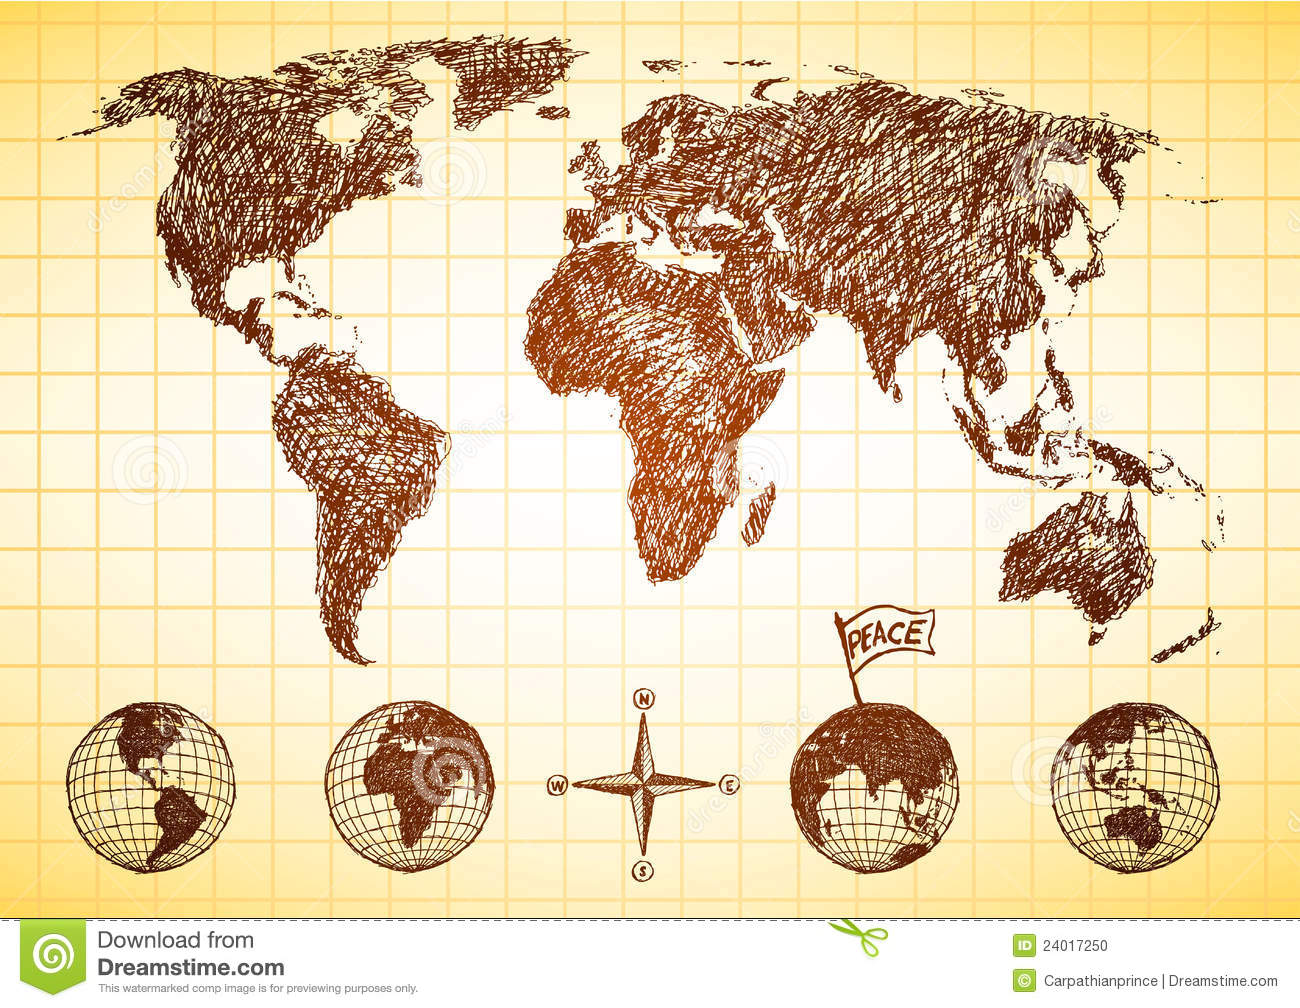 PEACE
N
W
E
S
Download from
Dreamstime.com
This watermarked comp image is for previewing purposes only.
ID 24017250
© Carpathianprince | Dreamstime.com